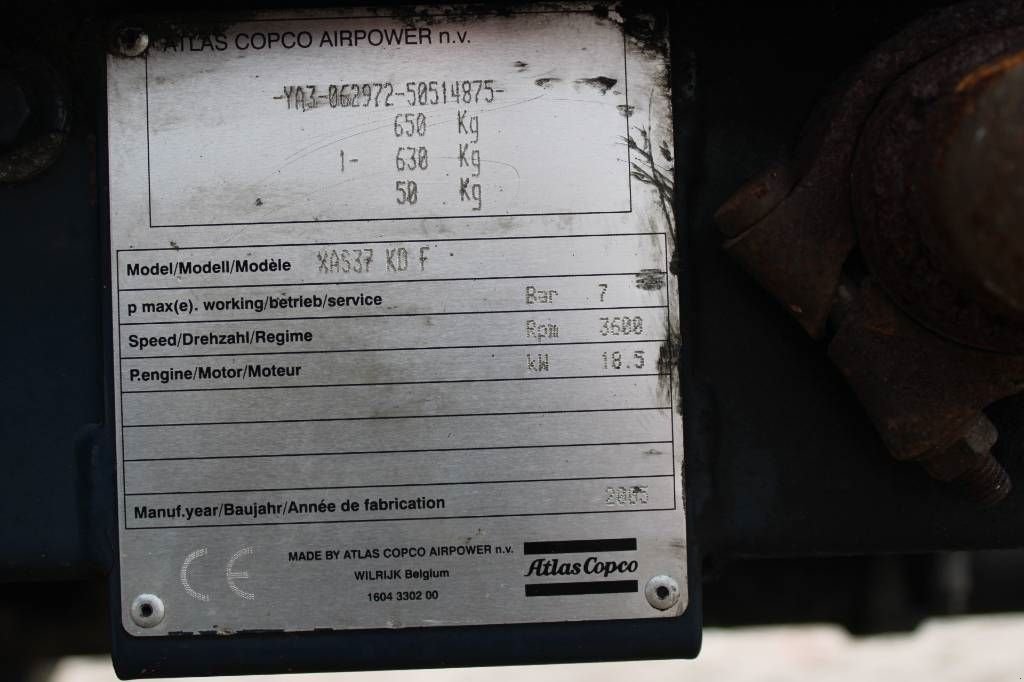 ATLAS COPCO AIRPOWER n.v.
-YA3-062972-50514875-
650 Kg
1- 630 Kg
50 Kg
Model/Modell/Modèle XAS37 KD F
p max(e). working/betrieb/service Bar 7
Speed/Drehzahl/Regime Rpm 3600
P.engine/Motor/Moteur kW 18.5
Manuf.year/Baujahr/Année de fabrication 2005
CE
MADE BY ATLAS COPCO AIRPOWER n.v.
WILRIJK Belgium
1604 3302 00
Atlas Copco